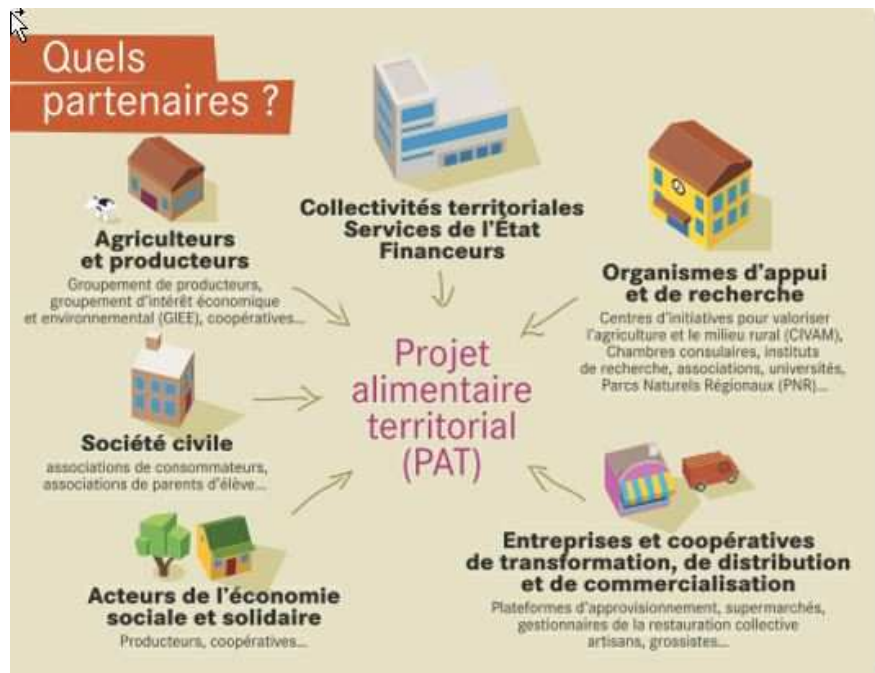 Quels
partenaires ?
Collectivités territoriales
Services de l'État
Financeurs
Agriculteurs
et producteurs
Groupement de producteurs,
groupement d'intérêt économique
et environnemental (GIEE), coopératives...
Organismes d'appui
et de recherche
Centres d'initiatives pour valoriser
l'agriculture et le milieu rural (CIVAM),
Chambres consulaires, instituts
de recherche, associations, universités,
Parcs Naturels Régionaux (PNR)...
Projet
alimentaire
territorial
(PAT)
Société civile
associations de consommateurs,
associations de parents d'élève...
Acteurs de l'économie
sociale et solidaire
Producteurs, coopératives...
Entreprises et coopératives
de transformation, de distribution
et de commercialisation
Plateformes d'approvisionnement, supermarchés,
gestionnaires de la restauration collective
artisans, grossistes...